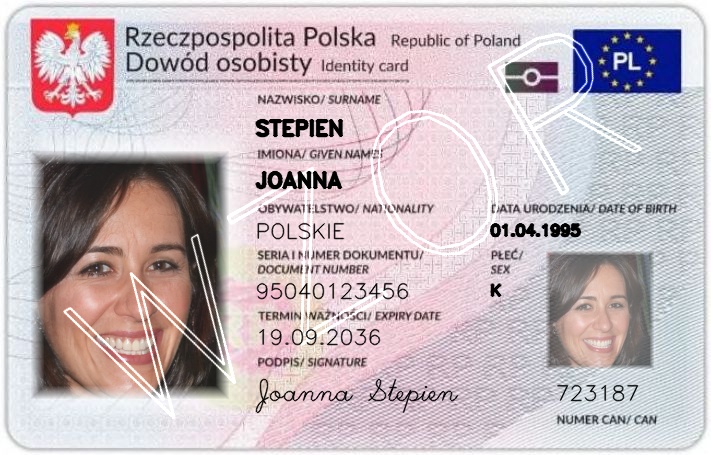 Rzeczpospolita Polska Republic of Poland
Dowód osobisty Identity card
PL
NAZWISKO/ SURNAME
STEPIEN
IMIONA/ GIVEN NAMES
JOANNA
OBYWATELSTWO/ NATIONALITY
DATA URODZENIA/ DATE OF BIRTH
POLSKIE
01.04.1995
SERIA I NUMER DOKUMENTU/
DOCUMENT NUMBER
PŁEĆ/
SEX
95040123456
K
TERMIN WAŻNOŚCI/ EXPIRY DATE
19.09.2036
PODPIS/ SIGNATURE
Joanna Stepien
723187
NUMER CAN/ CAN
WZOR